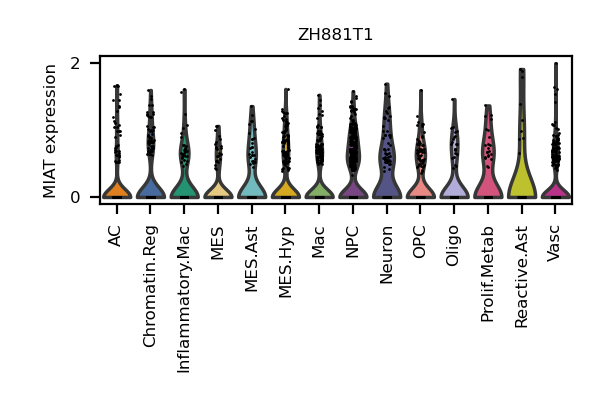 ZH881T1
MIAT expression
2
0
AC
Chromatin.Reg
Inflammatory.Mac
MES
MES.Ast
MES.Hyp
Mac
NPC
Neuron
OPC
Oligo
Prolif.Metab
Reactive.Ast
Vasc